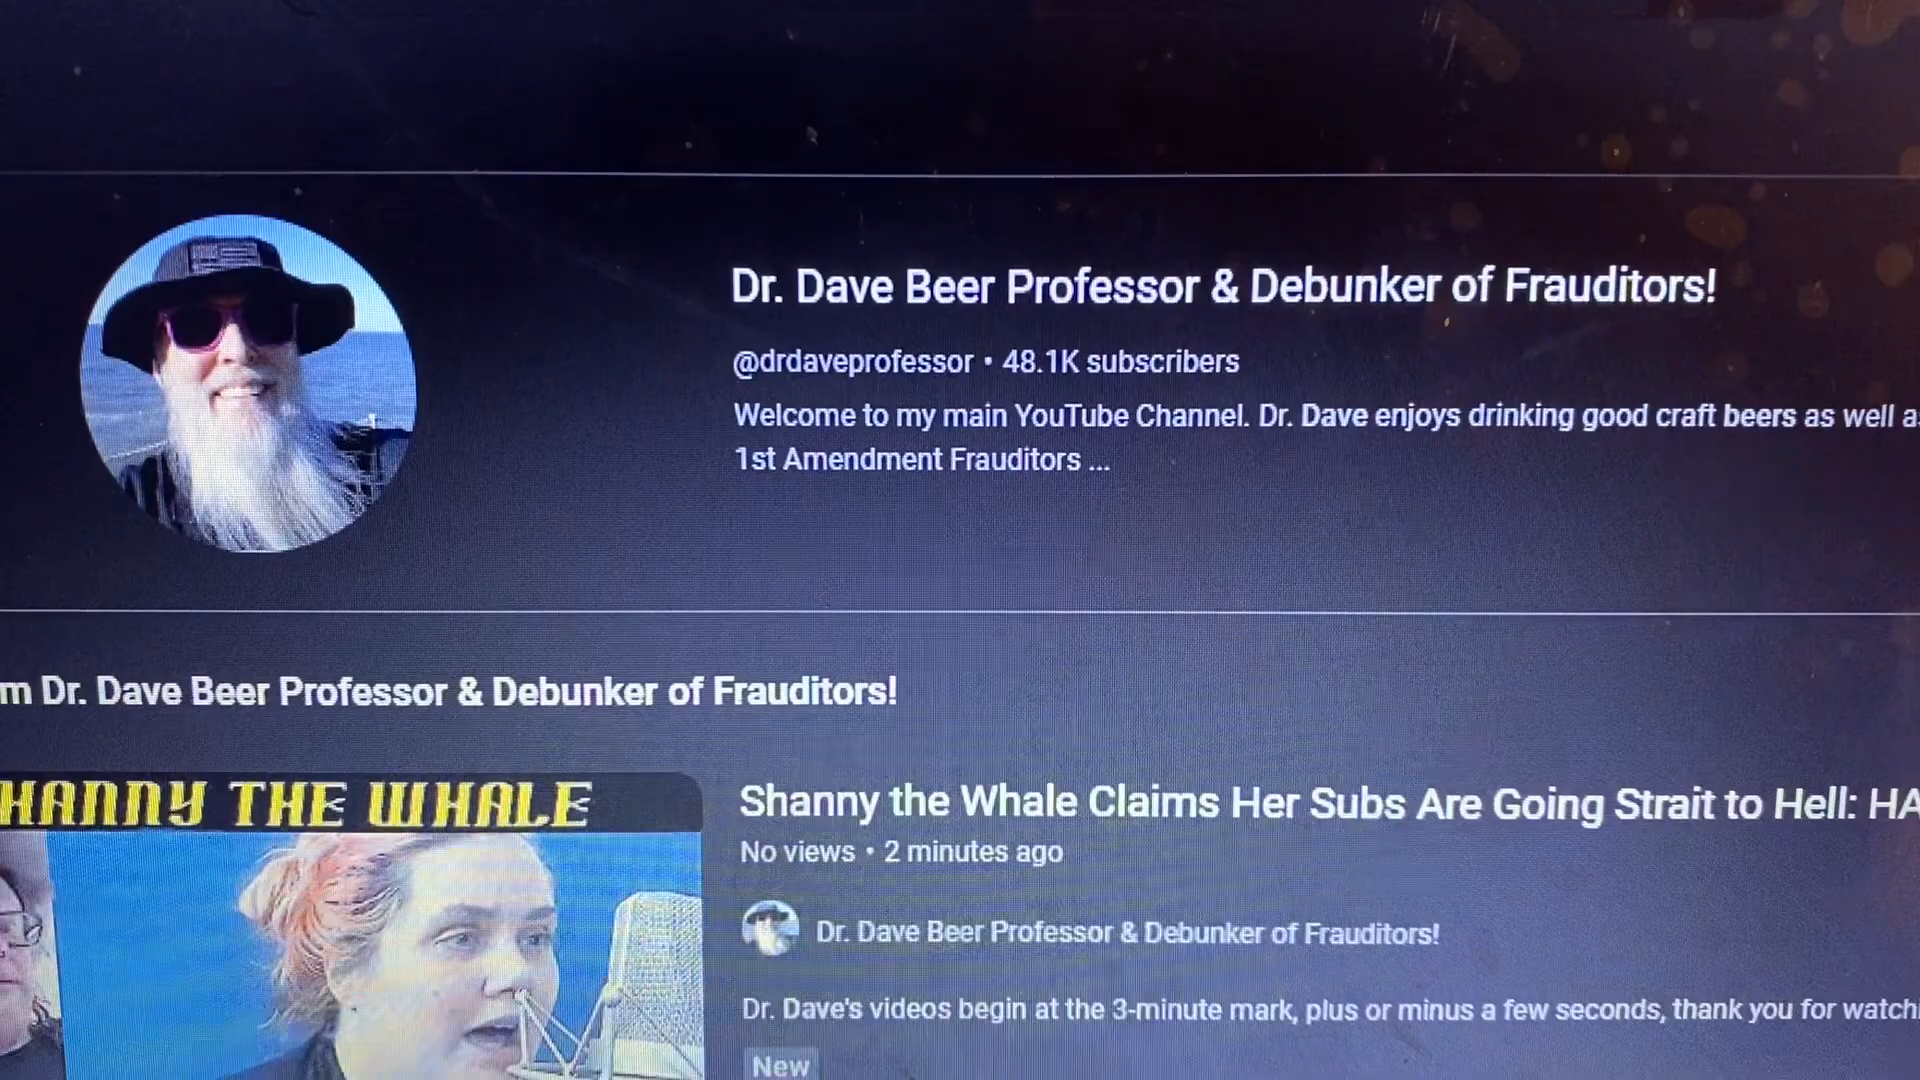 Dr. Dave Beer Professor & Debunker of Frauditors!
@drdaveprofessor • 48.1K subscribers
Welcome to my main YouTube Channel. Dr. Dave enjoys drinking good craft beers as well
1st Amendment Frauditors ...
m Dr. Dave Beer Professor & Debunker of Frauditors!
HANNY THE WHALE
Shanny the Whale Claims Her Subs Are Going Strait to Hell: HA
No views • 2 minutes ago
Dr. Dave Beer Professor & Debunker of Frauditors!
Dr. Dave's videos begin at the 3-minute mark, plus or minus a few seconds, thank you for watchi
New